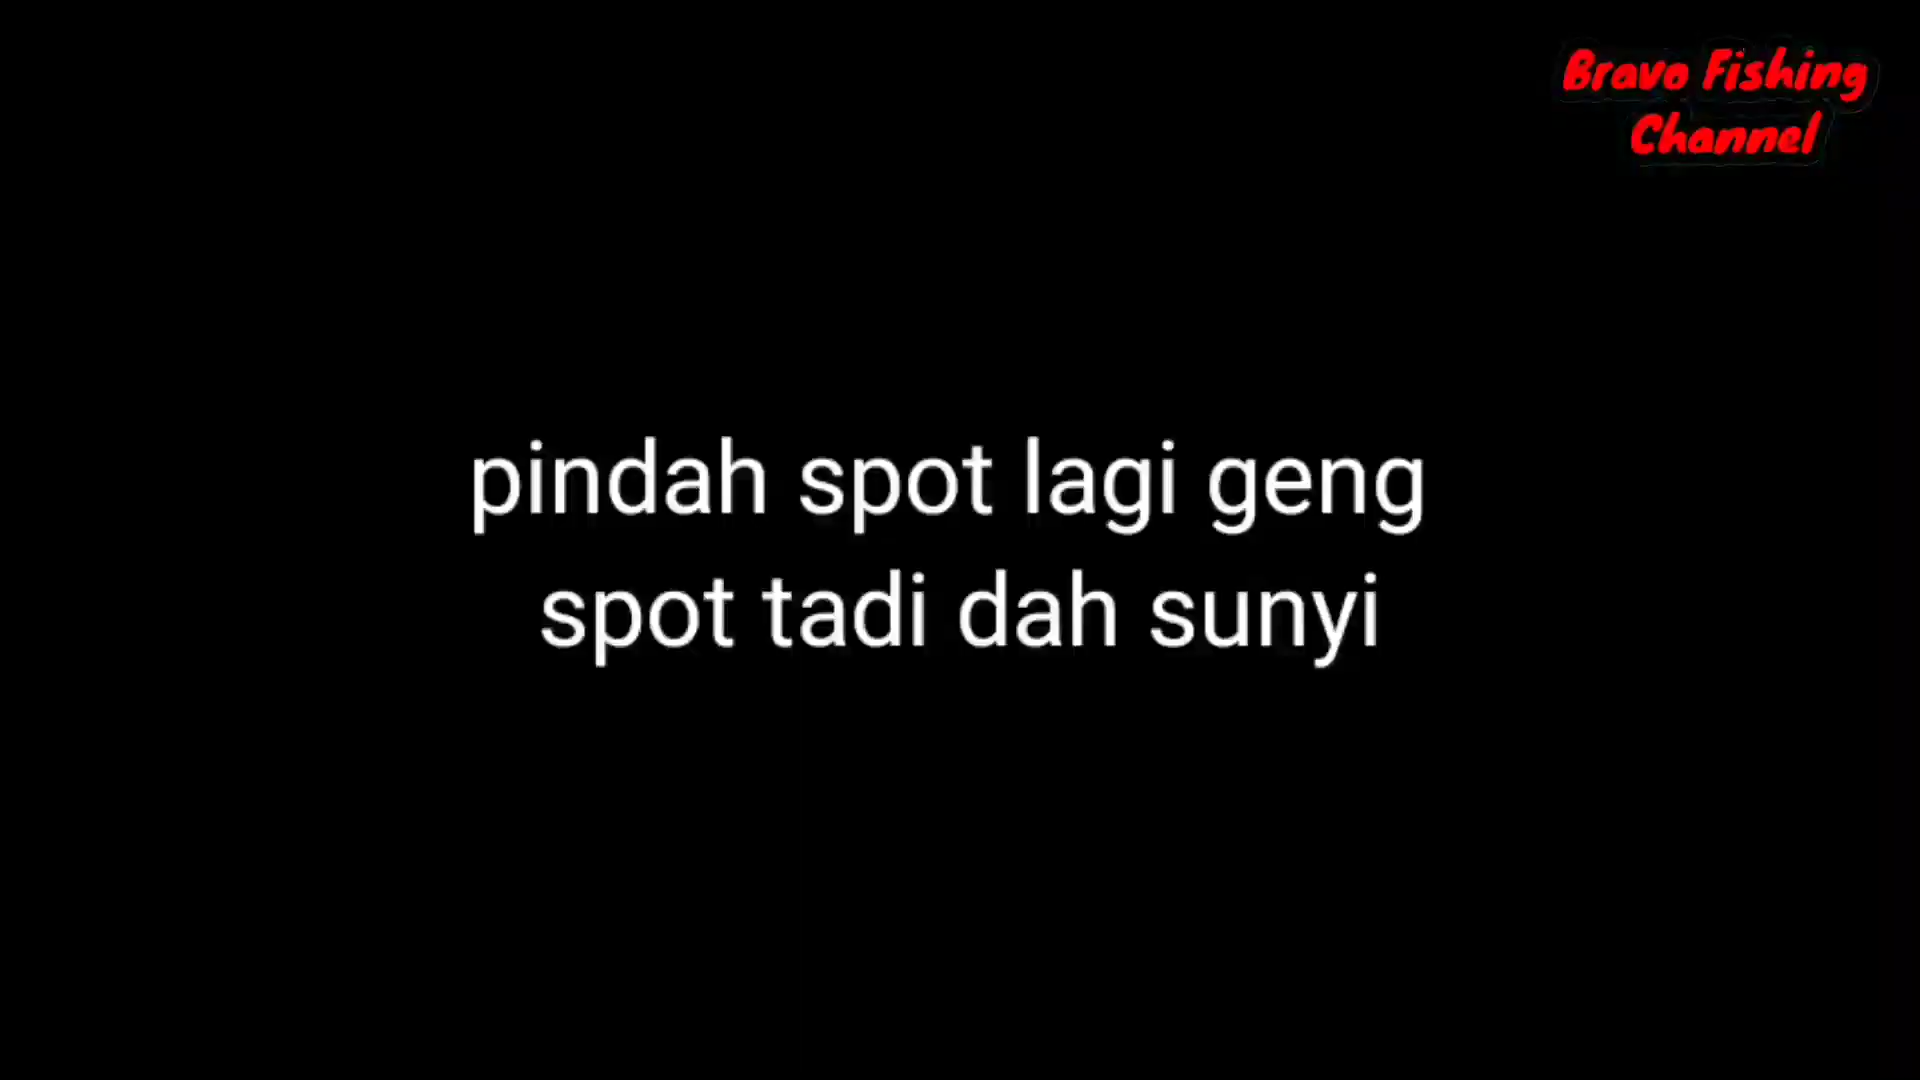 Bravo Fishing
Channel
pindah spot lagi geng
spot tadi dah sunyi